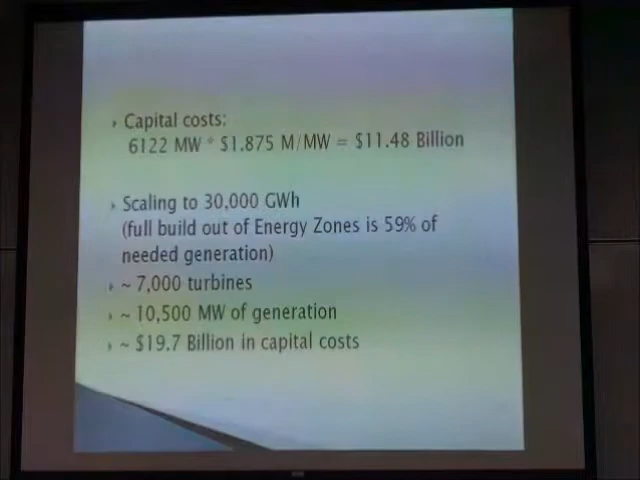 Capital costs:
6122 MW * $1.875 M/MW = $11.48 Billion
Scaling to 30,000 GWh
(full build out of Energy Zones is 59% of
needed generation)
~ 7,000 turbines
~ 10,500 MW of generation
~ $19.7 Billion in capital costs